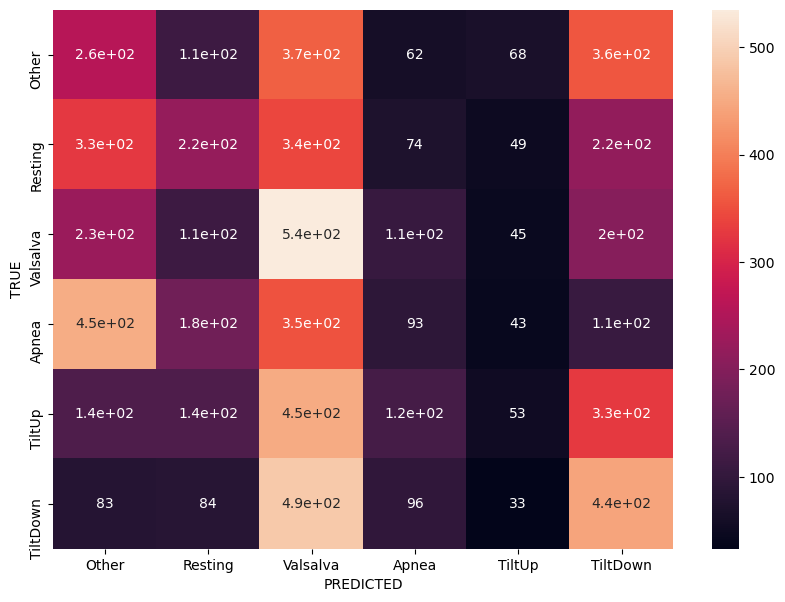 Other 2.6e+02 1.1e+02 3.7e+02 62 68 3.6e+02
Resting 3.3e+02 2.2e+02 3.4e+02 74 49 2.2e+02
Valsalva 2.3e+02 1.1e+02 5.4e+02 1.1e+02 45 2e+02
Apnea 4.5e+02 1.8e+02 3.5e+02 93 43 1.1e+02
TiltUp 1.4e+02 1.4e+02 4.5e+02 1.2e+02 53 3.3e+02
TiltDown 83 84 4.9e+02 96 33 4.4e+02
TRUE
Other Resting Valsalva Apnea TiltUp TiltDown
PREDICTED
500
400
300
200
100